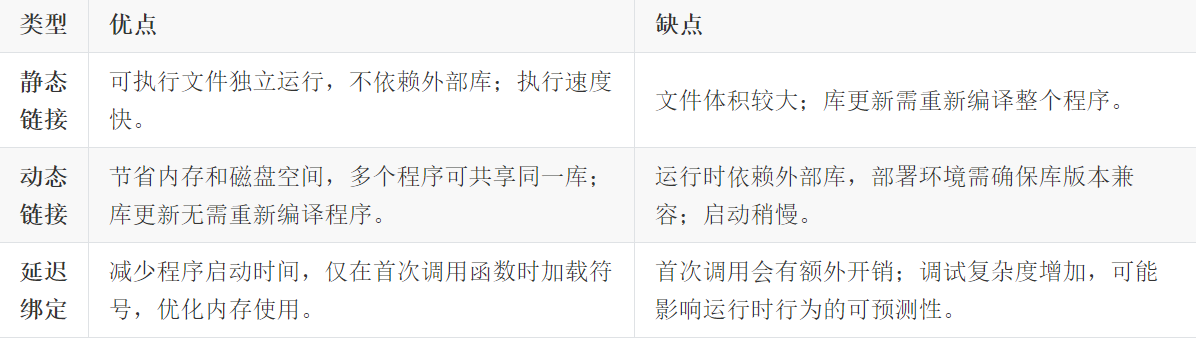 类型 优点 缺点
静态链接 可执行文件独立运行，不依赖外部库；执行速度快。 文件体积较大；库更新需重新编译整个程序。
动态链接 节省内存和磁盘空间，多个程序可共享同一库；库更新无需重新编译程序。 运行时依赖外部库，部署环境需确保库版本兼容；启动稍慢。
延迟绑定 减少程序启动时间，仅在首次调用函数时加载符号，优化内存使用。 首次调用会有额外开销；调试复杂度增加，可能影响运行时行为的可预测性。